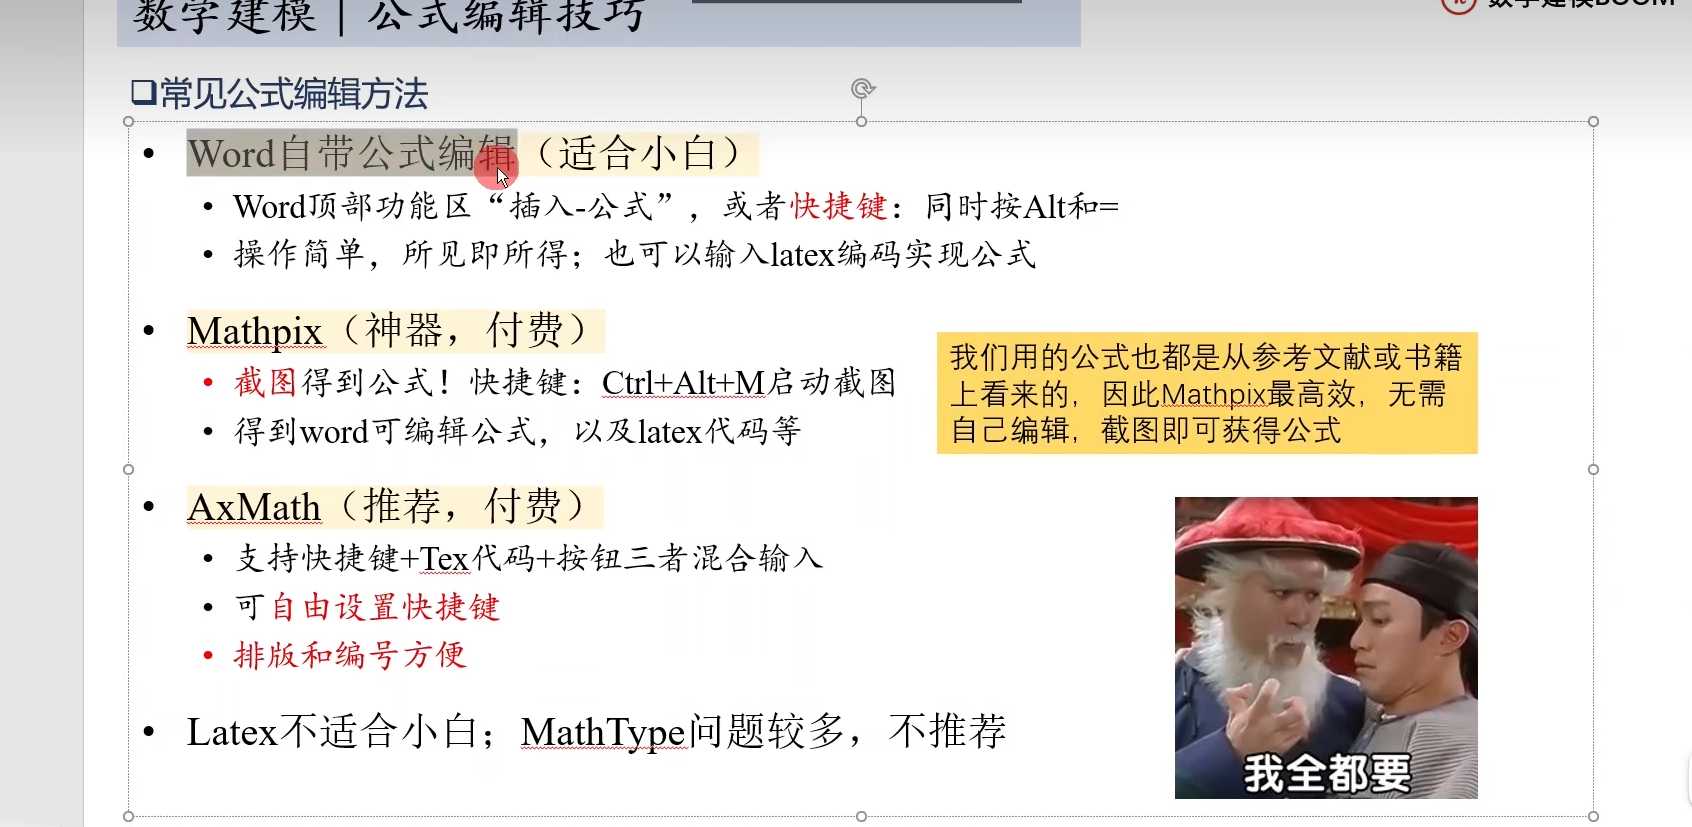 数学建模 | 公式编辑技巧
数学建模BOOM
❑常见公式编辑方法
• Word自带公式编辑（适合小白）
• Word顶部功能区“插入-公式”，或者快捷键：同时按Alt和=
• 操作简单，所见即所得；也可以输入latex编码实现公式
• Mathpix（神器，付费）
• 截图得到公式！快捷键：Ctrl+Alt+M启动截图
• 得到word可编辑公式，以及latex代码等
我们用的公式也都是从参考文献或书籍
上看来的，因此Mathpix最高效，无需
自己编辑，截图即可获得公式
• AxMath（推荐，付费）
• 支持快捷键+Tex代码+按钮三者混合输入
• 可自由设置快捷键
• 排版和编号方便
• Latex不适合小白；MathType问题较多，不推荐
我全都要